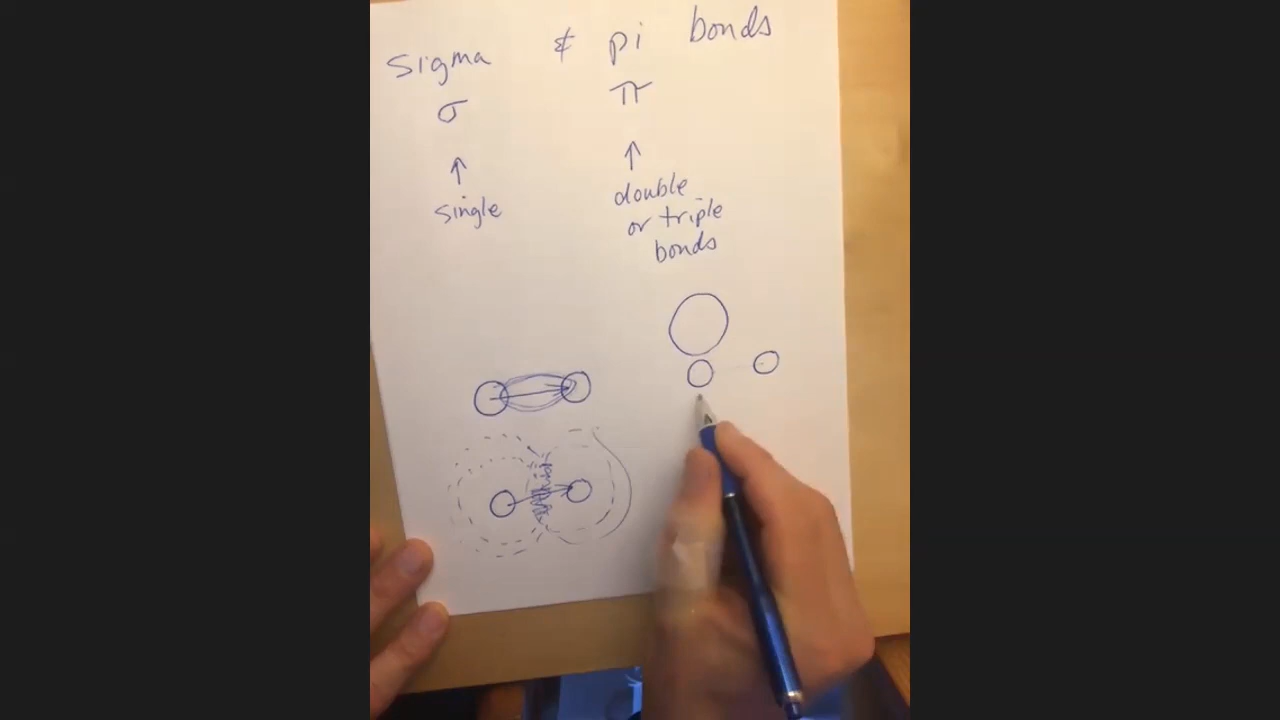 sigma & pi bonds
σ π
↑ ↑
single
double
or triple
bonds